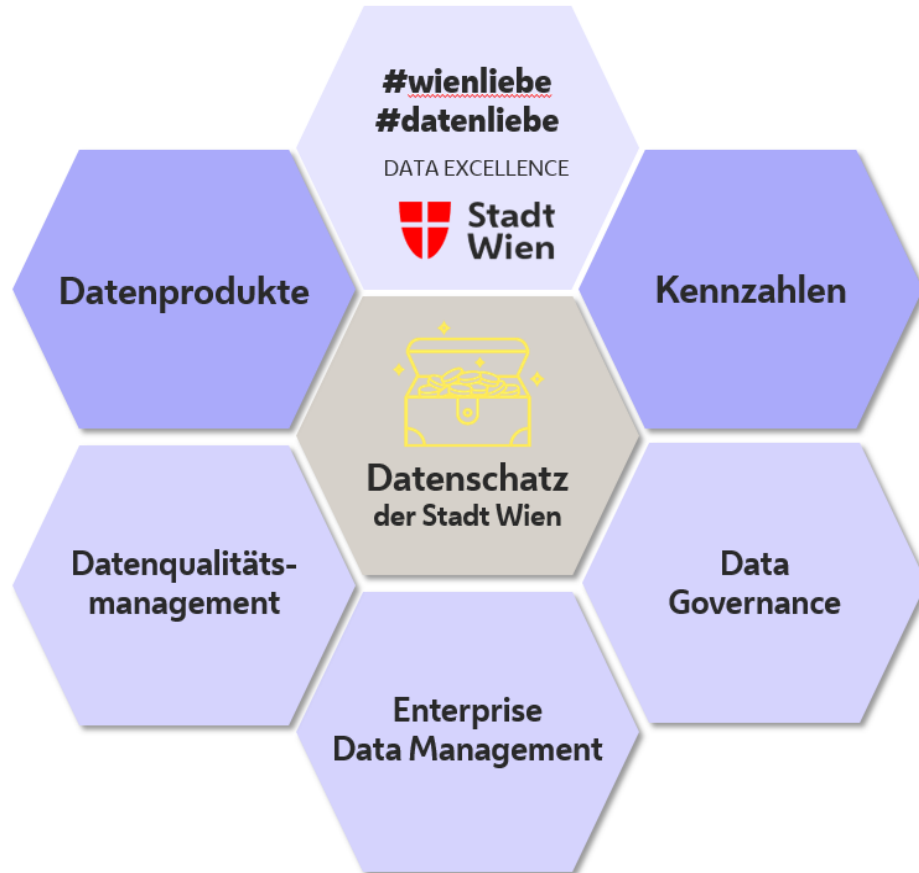 #wienliebe
#datenliebe
DATA EXCELLENCE
Stadt
Wien
Datenprodukte
Kennzahlen
Datenschatz
der Stadt Wien
Datenqualitäts-
management
Data
Governance
Enterprise
Data Management